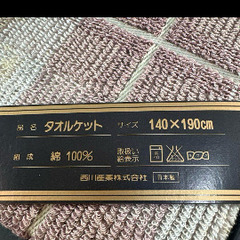 品名 タオルケット サイズ 140×190cm
組成 綿 100% 取扱い絵表示
西川産業株式会社 日本製